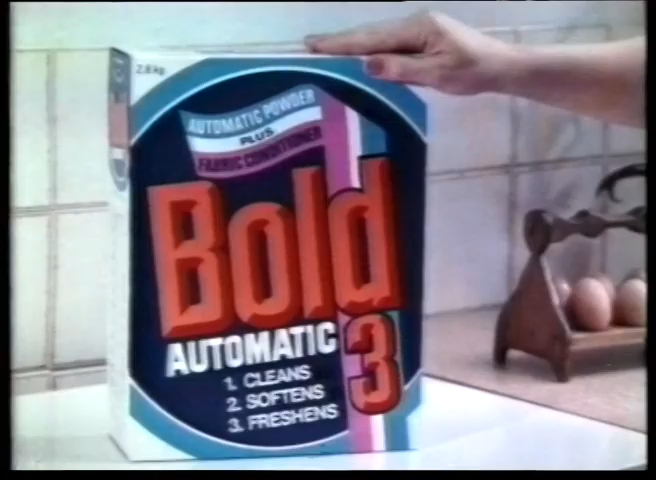 2.8kg
AUTOMATIC POWDER
PLUS
FABRIC CONDITIONER
Bold
AUTOMATIC 3
1. CLEANS
2. SOFTENS
3. FRESHENS